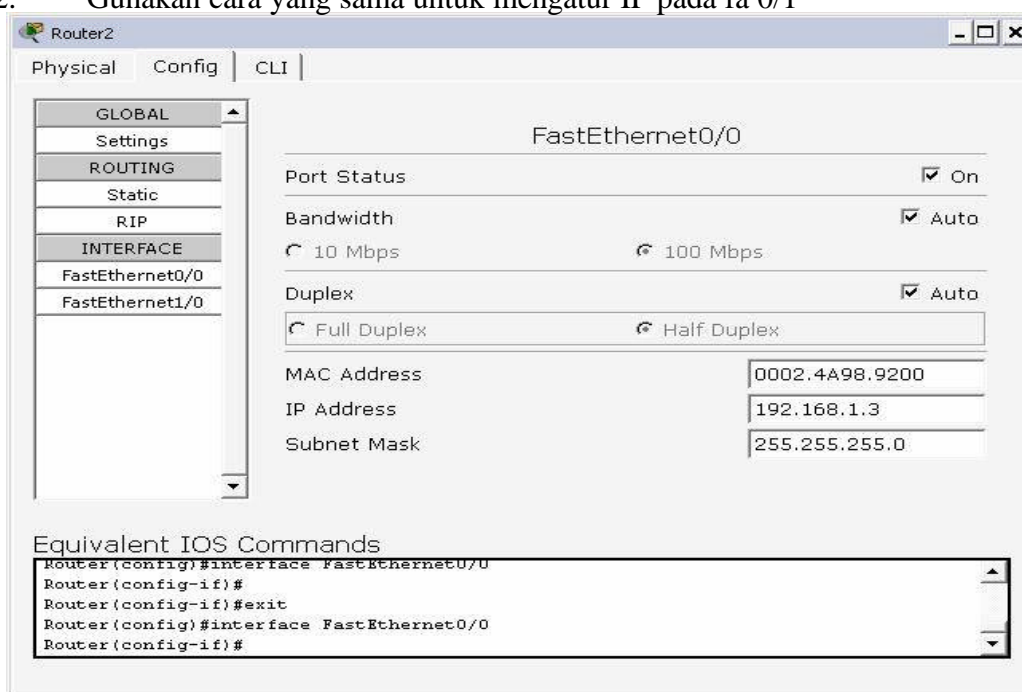 2. Gunakan cara yang sama untuk mengatur IP pada fa 0/1
Router2
Physical Config CLI
GLOBAL
Settings
ROUTING
Static
RIP
INTERFACE
FastEthernet0/0
FastEthernet1/0
FastEthernet0/0
Port Status On
Bandwidth Auto
10 Mbps 100 Mbps
Duplex Auto
Full Duplex Half Duplex
MAC Address 0002.4A98.9200
IP Address 192.168.1.3
Subnet Mask 255.255.255.0
Equivalent IOS Commands
Router(config)#interface FastEthernet0/0
Router(config-if)#
Router(config-if)#exit
Router(config)#interface FastEthernet0/0
Router(config-if)#